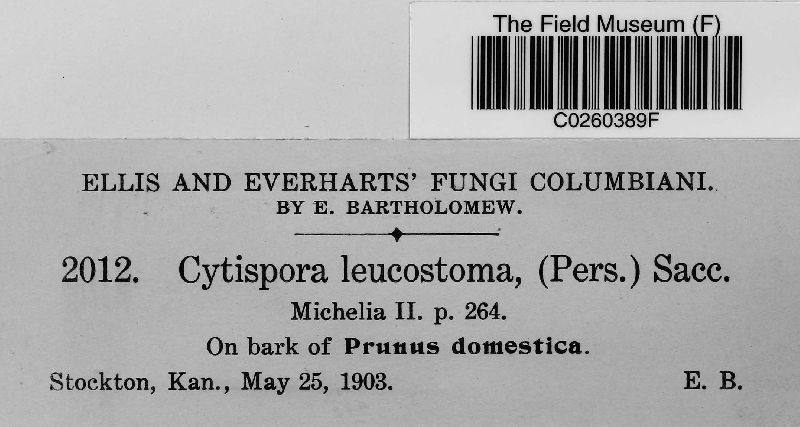 The Field Museum (F)
C0260389F
ELLIS AND EVERHARTS' FUNGI COLUMBIANI.
BY E. BARTHOLOMEW.
2012. Cytispora leucostoma, (Pers.) Sacc.
Michelia II. p. 264.
On bark of Prunus domestica.
Stockton, Kan., May 25, 1903. E. B.